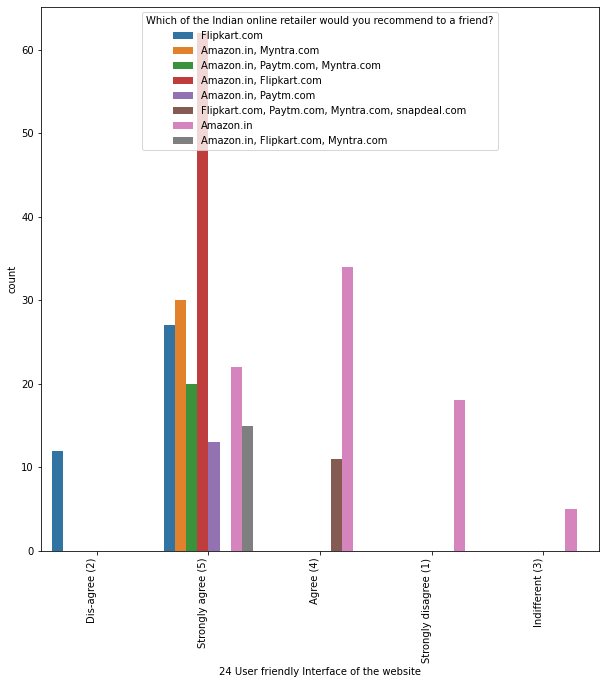 Which of the Indian online retailer would you recommend to a friend?
Flipkart.com
Amazon.in, Myntra.com
Amazon.in, Paytm.com, Myntra.com
Amazon.in, Flipkart.com
Amazon.in, Paytm.com
Flipkart.com, Paytm.com, Myntra.com, snapdeal.com
Amazon.in
Amazon.in, Flipkart.com, Myntra.com
60
50
40
30
20
10
0
count
Dis-agree (2)
Strongly agree (5)
Agree (4)
Strongly disagree (1)
Indifferent (3)
24 User friendly Interface of the website